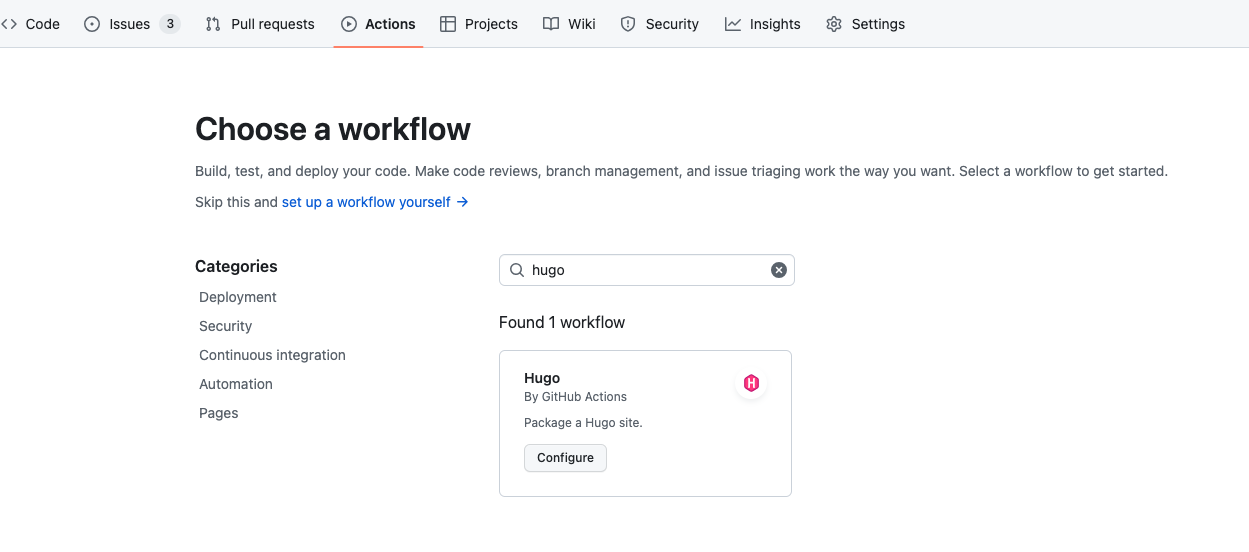 Code Issues 3 Pull requests Actions Projects Wiki Security Insights Settings
Choose a workflow
Build, test, and deploy your code. Make code reviews, branch management, and issue triaging work the way you want. Select a workflow to get started.
Skip this and set up a workflow yourself →
Categories
Deployment
Security
Continuous integration
Automation
Pages
hugo
Found 1 workflow
Hugo
H
By GitHub Actions
Package a Hugo site.
Configure